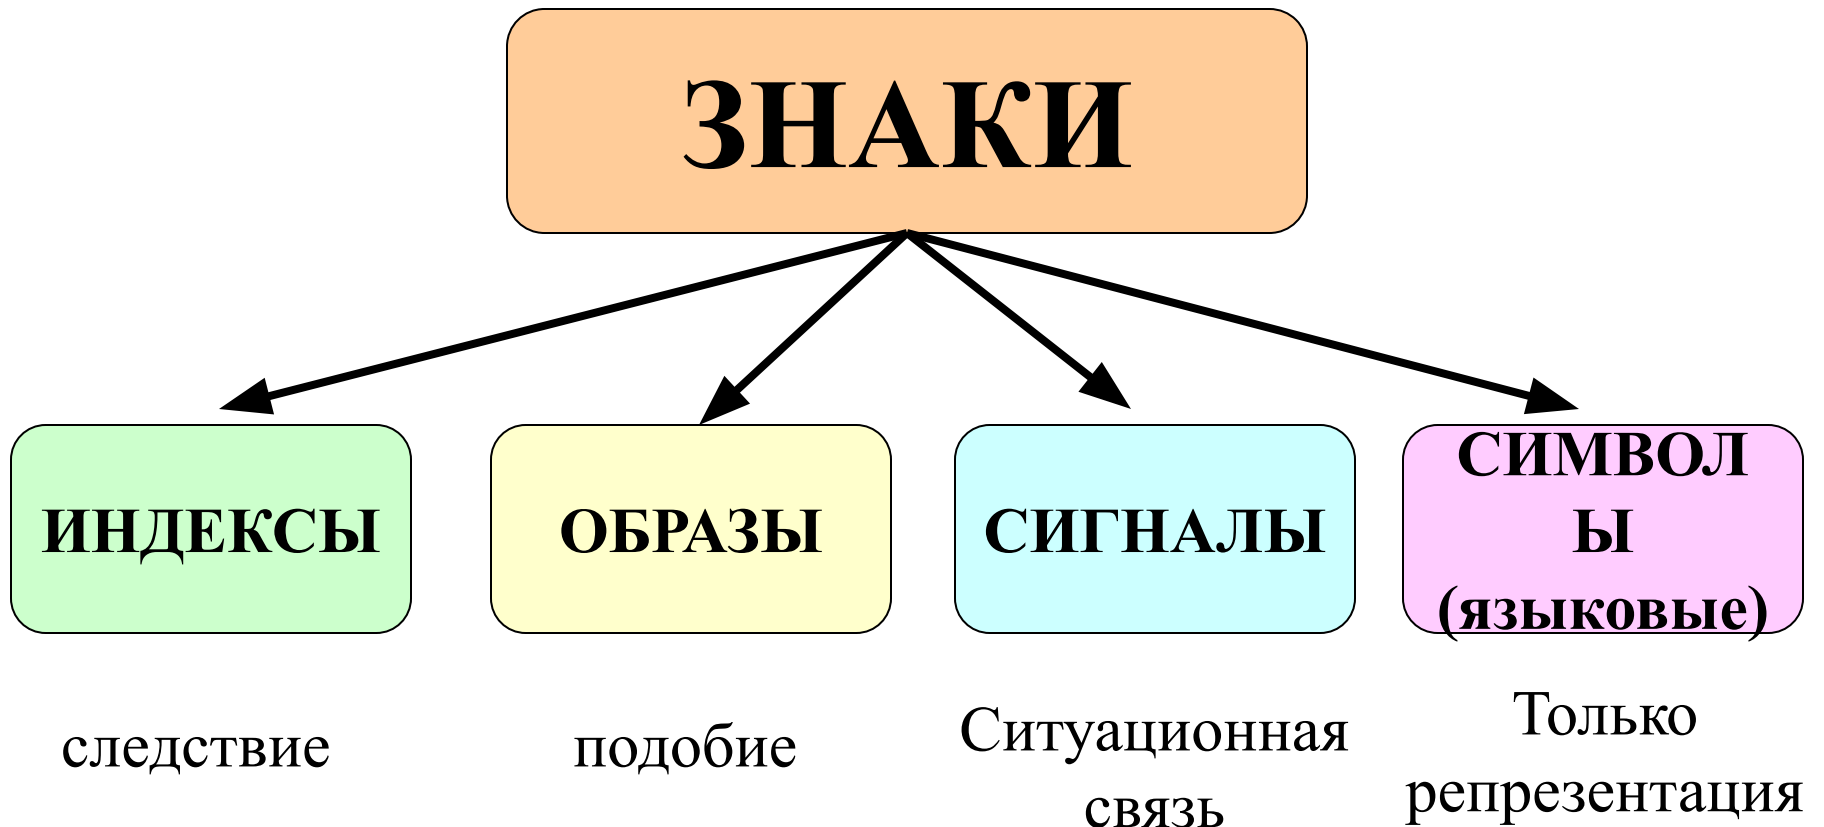 ЗНАКИ
ИНДЕКСЫ
ОБРАЗЫ
СИГНАЛЫ
СИМВОЛ
Ы
(языковые)
следствие
подобие
Ситуационная
связь
Только
репрезентация